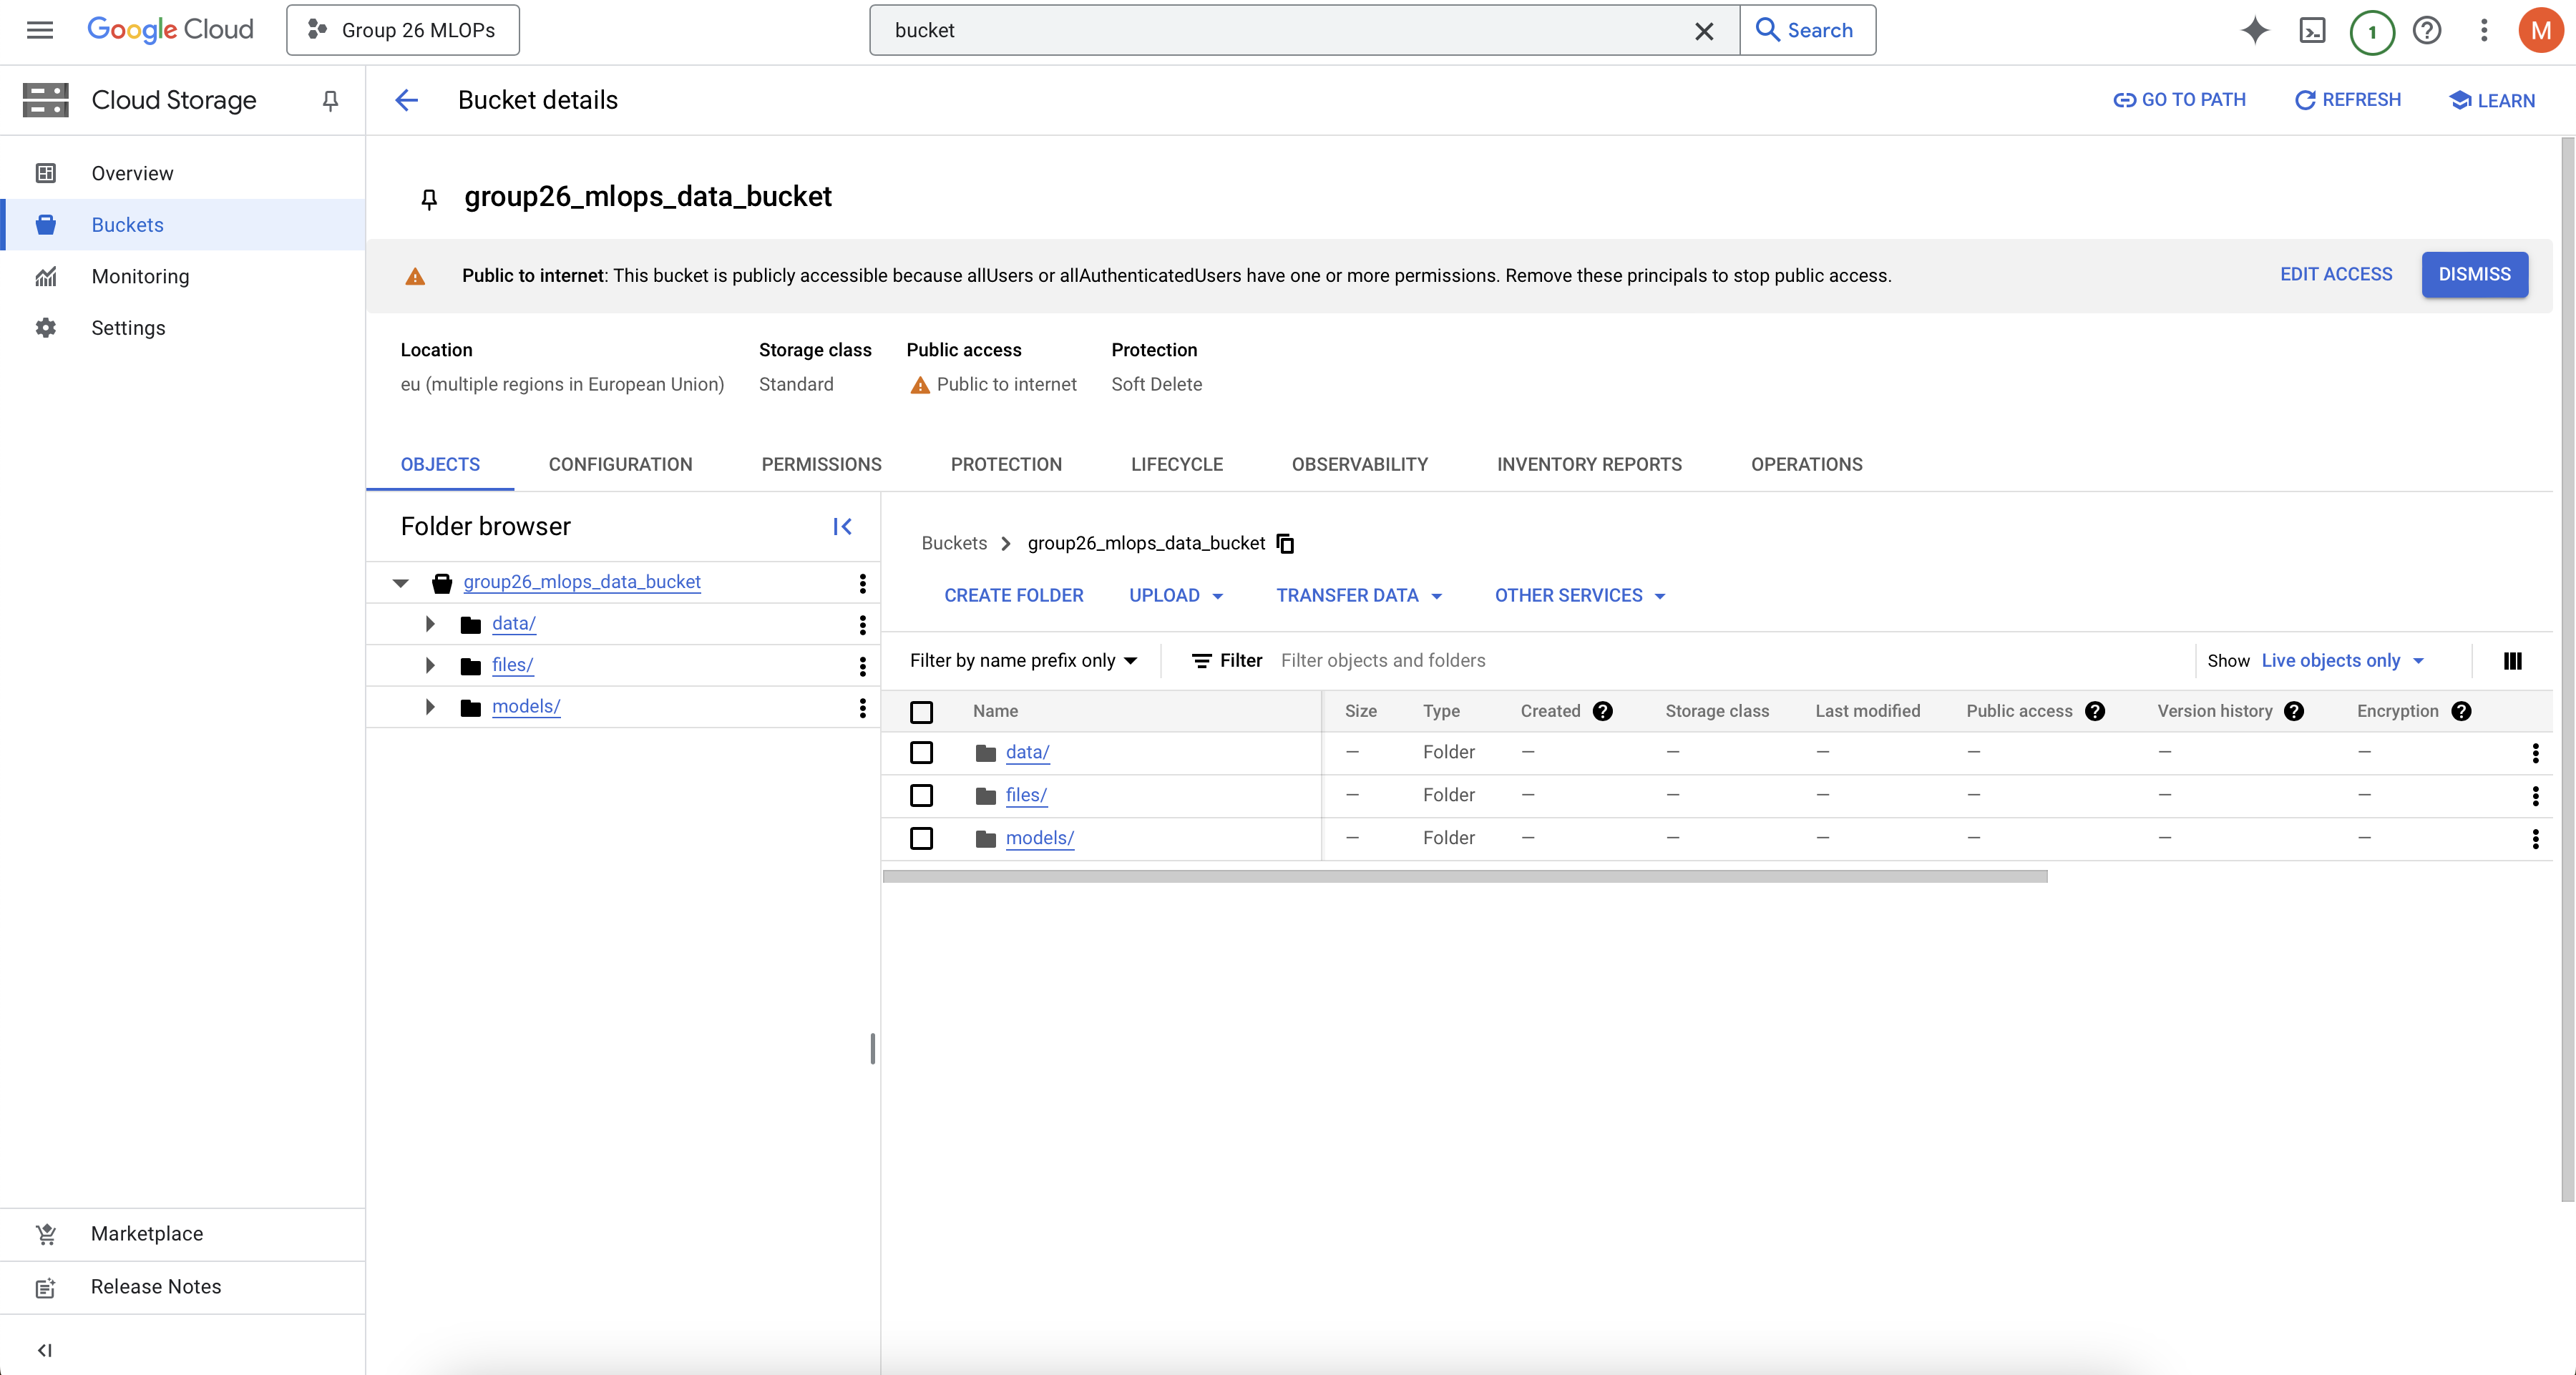 Google Cloud
Group 26 MLOPs
bucket
Search
1
M
Cloud Storage
Bucket details
GO TO PATH
REFRESH
LEARN
Overview
Buckets
Monitoring
Settings
group26_mlops_data_bucket
Public to internet: This bucket is publicly accessible because allUsers or allAuthenticatedUsers have one or more permissions. Remove these principals to stop public access.
EDIT ACCESS
DISMISS
Location
Storage class
Public access
Protection
eu (multiple regions in European Union)
Standard
Public to internet
Soft Delete
OBJECTS
CONFIGURATION
PERMISSIONS
PROTECTION
LIFECYCLE
OBSERVABILITY
INVENTORY REPORTS
OPERATIONS
Folder browser
group26_mlops_data_bucket
data/
files/
models/
Buckets
group26_mlops_data_bucket
CREATE FOLDER
UPLOAD
TRANSFER DATA
OTHER SERVICES
Filter by name prefix only
Filter
Filter objects and folders
Show
Live objects only
Name Size Type Created Storage class Last modified Public access Version history Encryption
data/ — Folder — — — — — —
files/ — Folder — — — — — —
models/ — Folder — — — — — —
Marketplace
Release Notes